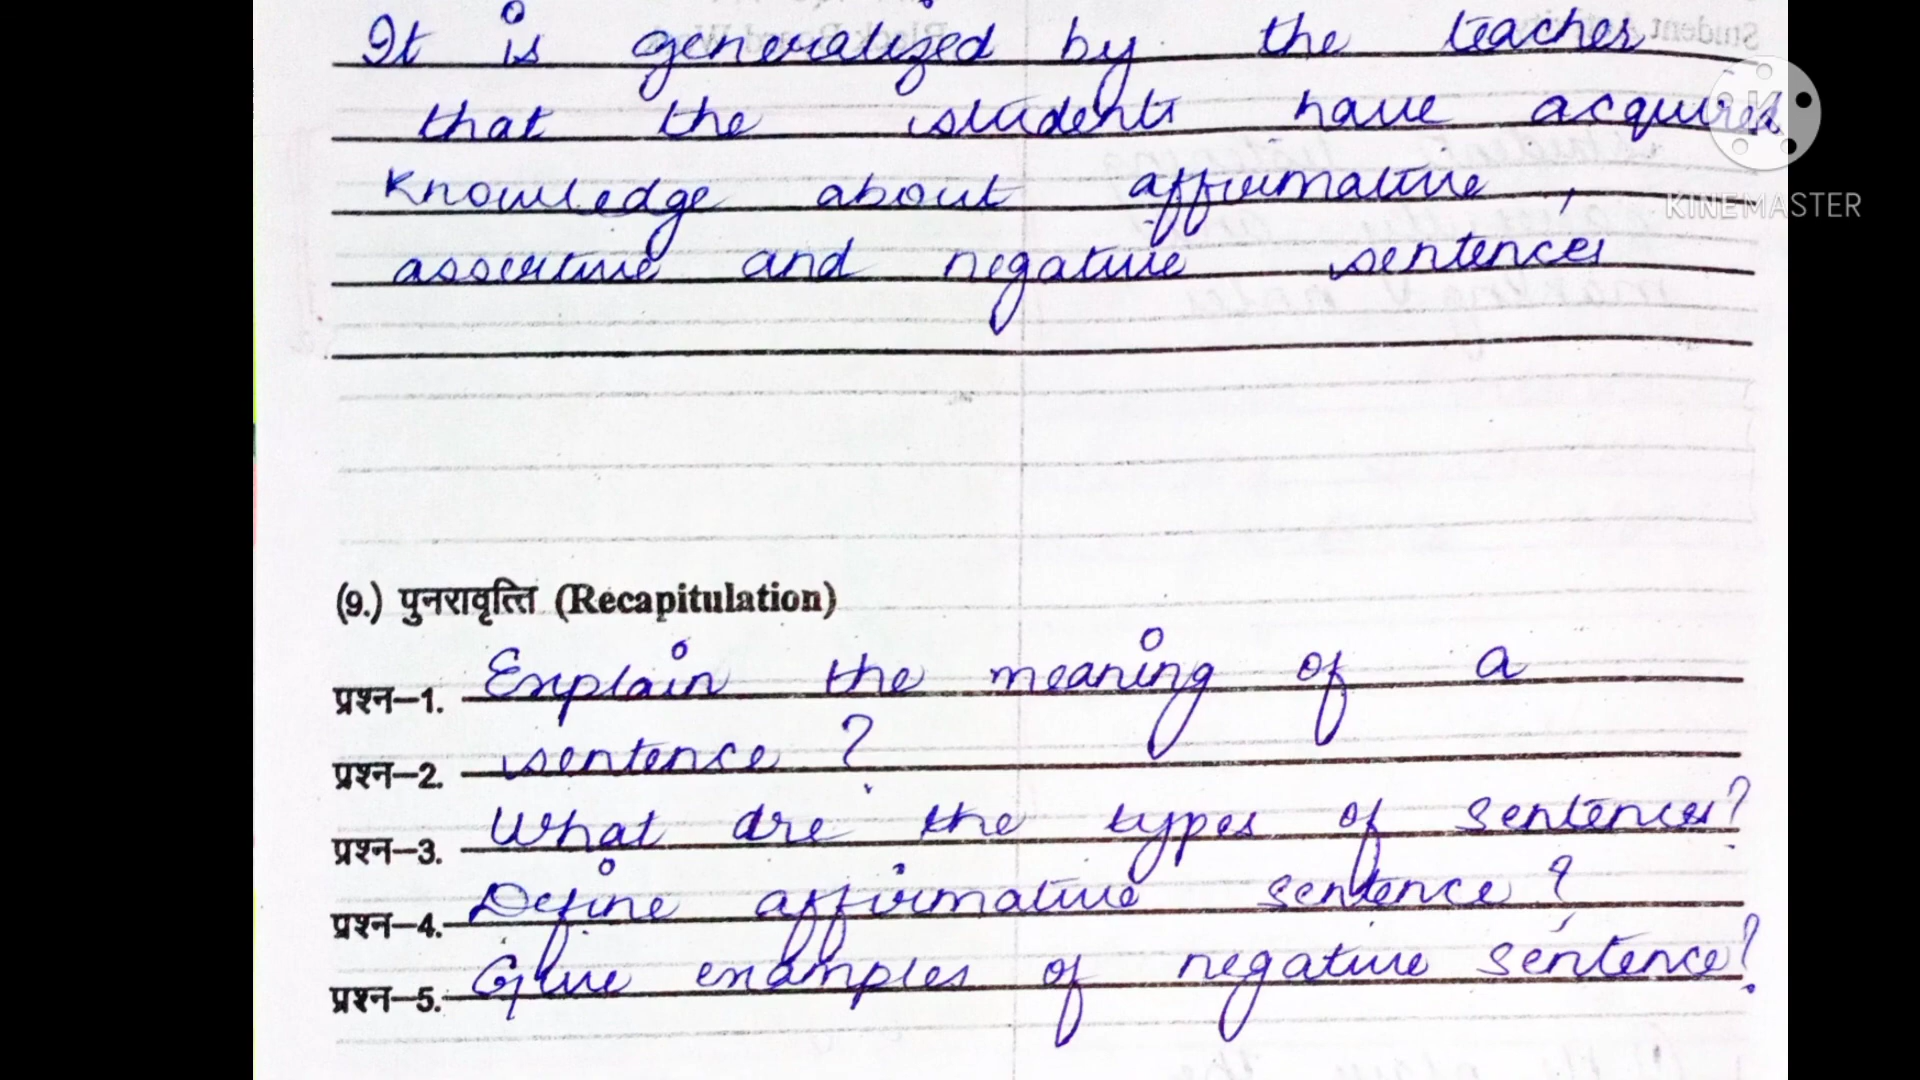 It is generalized by the teacher
that the students have acquired
KINEMASTER
Knowledge about affirmative,
assertive and negative sentences
(9.) पुनरावृत्ति (Recapitulation)
प्रश्न–1. Explain the meaning of a
प्रश्न–2. sentence ?
प्रश्न–3. What are the types of sentences?
प्रश्न–4. Define affirmative sentence ?
प्रश्न–5. Give examples of negative sentence?